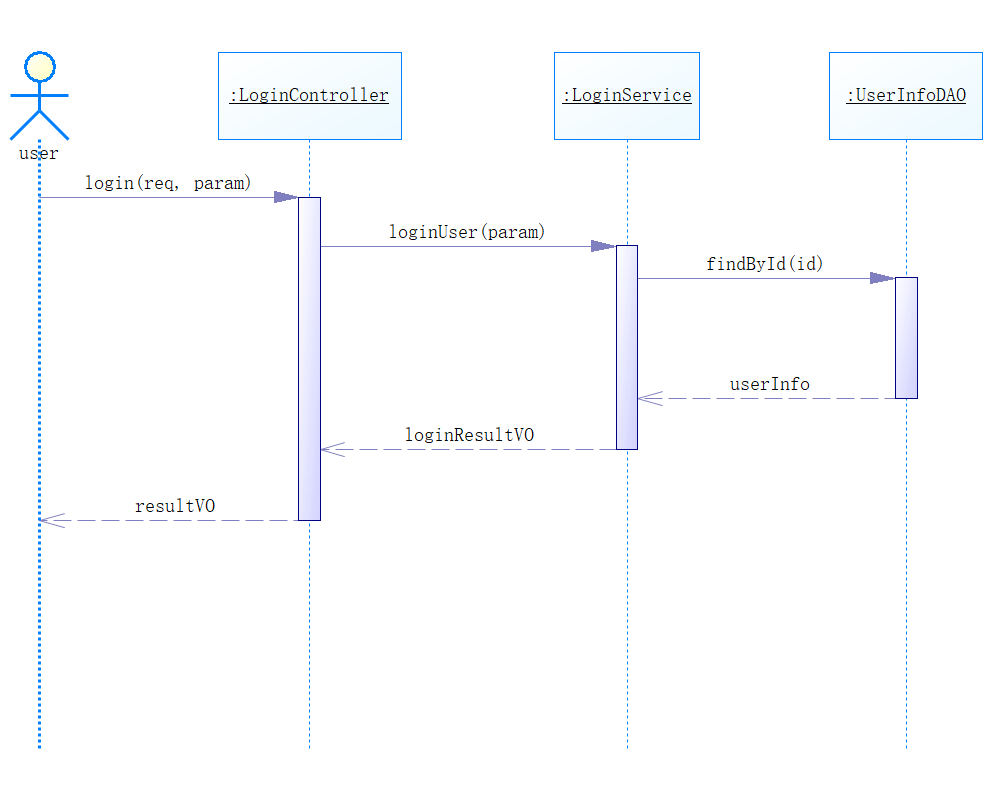 :LoginController
:LoginService
:UserInfoDAO
user
login(req, param)
loginUser(param)
findById(id)
userInfo
loginResultVO
resultVO